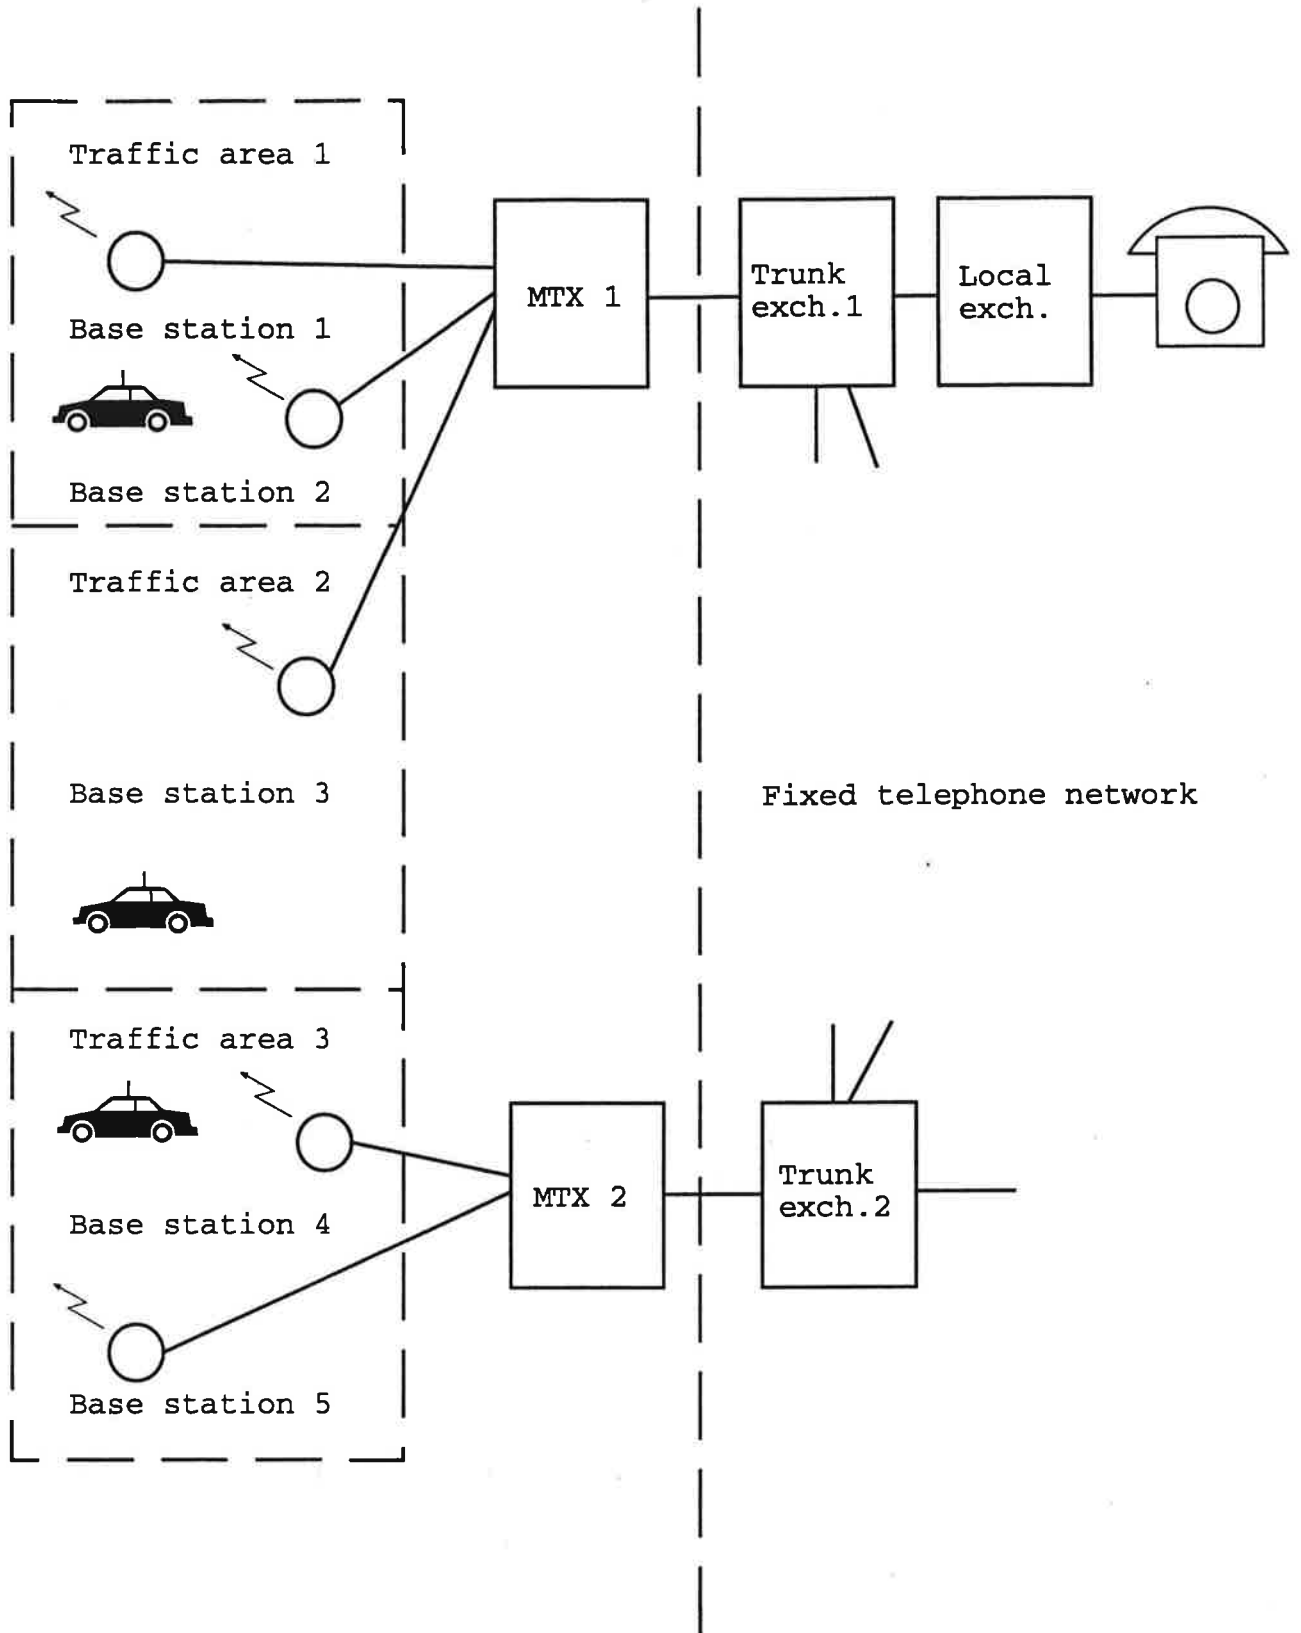 Traffic area 1
Base station 1
Base station 2
MTX 1
Trunk
exch.1
Local
exch.
Traffic area 2
Base station 3
Fixed telephone network
Traffic area 3
Base station 4
Base station 5
MTX 2
Trunk
exch.2